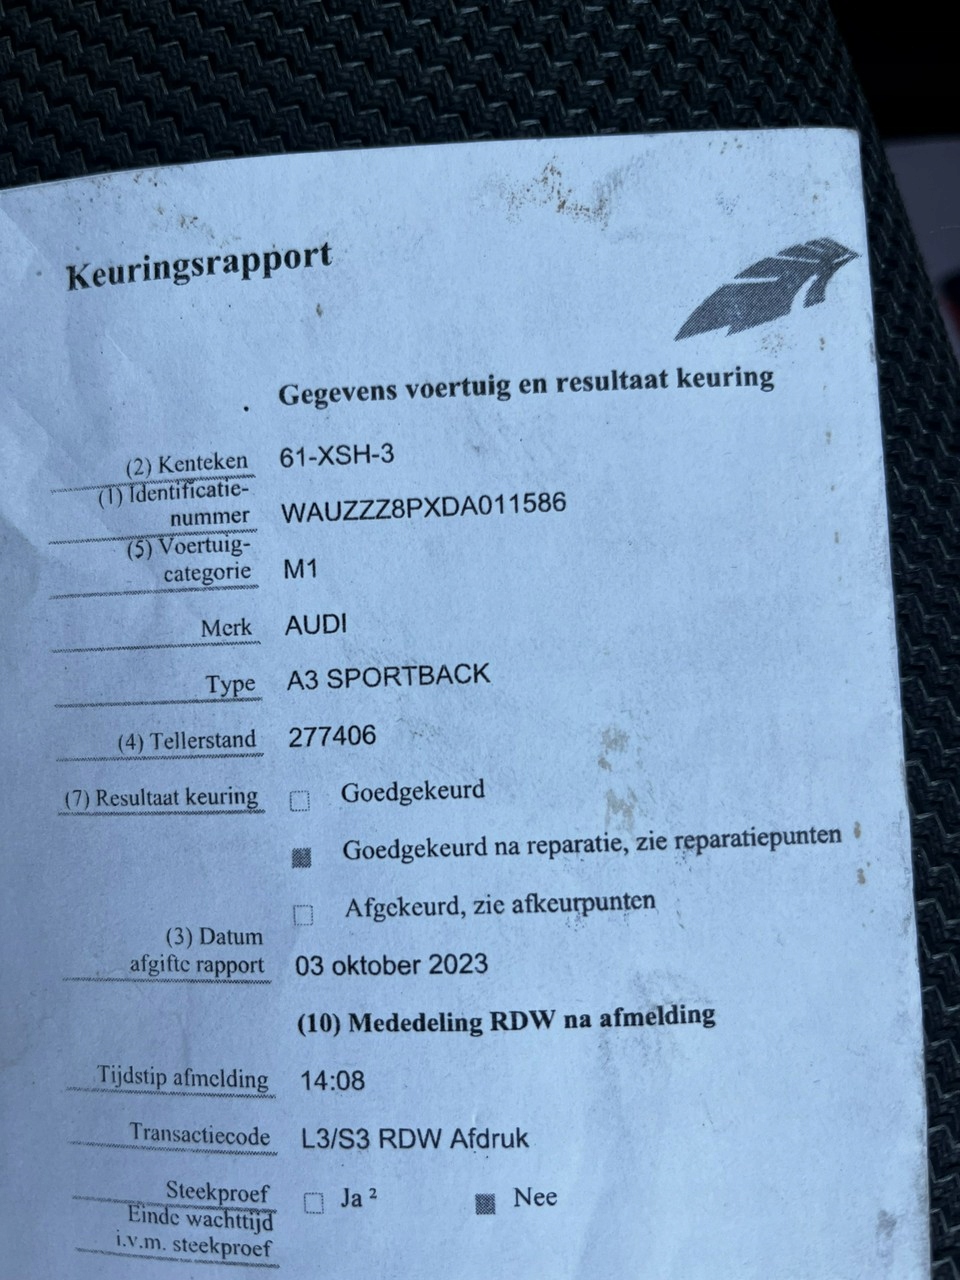 Keuringsrapport
Gegevens voertuig en resultaat keuring
(2) Kenteken 61-XSH-3
(1) Identificatie-
nummer WAUZZZ8PXDA011586
(5) Voertuig-
categorie M1
Merk AUDI
Type A3 SPORTBACK
(4) Tellerstand 277406
(7) Resultaat keuring Goedgekeurd
Goedgekeurd na reparatie, zie reparatiepunten
Afgekeurd, zie afkeurpunten
(3) Datum
afgifte rapport 03 oktober 2023
(10) Mededeling RDW na afmelding
Tijdstip afmelding 14:08
Transactiecode L3/S3 RDW Afdruk
Steekproef Ja ² Nee
Einde wachttijd
i.v.m. steekproef